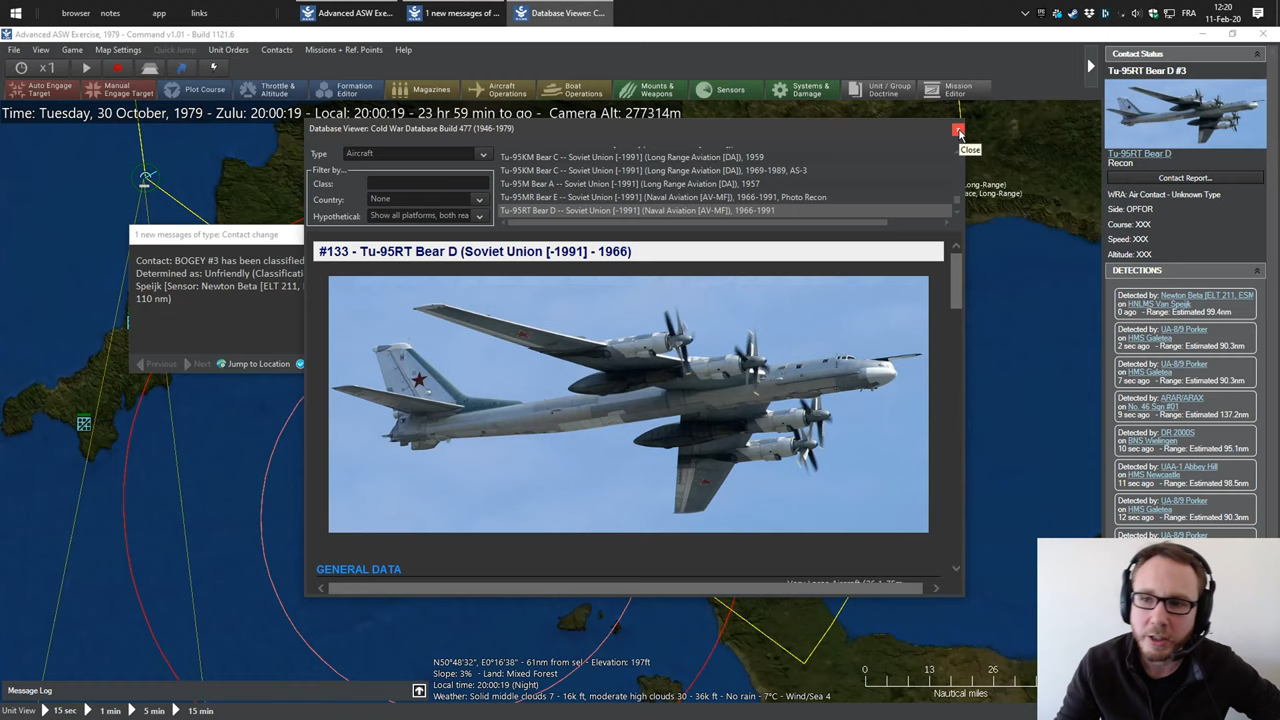 browser
notes
app
links
Advanced ASW Exe...
1 new messages of ...
Database Viewer: C...
FR
12:20
11-Feb-20
Advanced ASW Exercise, 1979 - Command v1.01 - Build 1121.6
File View Game Map Settings Quick Jump Unit Orders Contacts Missions + Ref. Points Help
x1
Auto Engage Target
Manual Engage Target
Plot Course
Throttle & Altitude
Formation Editor
Magazines
Aircraft Operations
Boat Operations
Mounts & Weapons
Sensors
Systems & Damage
Unit / Group Doctrine
Mission Editor
Time: Tuesday, 30 October, 1979 - Zulu: 20:00:19 - Local: 20:00:19 - 23 hr 59 min to go - Camera Alt: 277314m
Database Viewer: Cold War Database Build 477 (1946-1979)
Close
Type Aircraft
Filter by...
Class:
Country: None
Hypothetical: Show all platforms, both rea
Tu-95KM Bear C -- Soviet Union [-1991] (Long Range Aviation [DA]), 1959
Tu-95KM Bear C -- Soviet Union [-1991] (Long Range Aviation [DA]), 1969-1989, AS-3
Tu-95M Bear A -- Soviet Union [-1991] (Long Range Aviation [DA]), 1957
Tu-95MR Bear E -- Soviet Union [-1991] (Naval Aviation [AV-MF]), 1966-1991, Photo Recon
Tu-95RT Bear D -- Soviet Union [-1991] (Naval Aviation [AV-MF]), 1966-1991
#133 - Tu-95RT Bear D (Soviet Union [-1991] - 1966)
GENERAL DATA
1 new messages of type: Contact change
Contact: BOGEY #3 has been classified
Determined as: Unfriendly (Classificati
Speijk [Sensor: Newton Beta [ELT 211,
110 nm)
Previous Next Jump to Location
Long-Range)
ace, Long-Range)
Contact Status
Tu-95RT Bear D #3
Tu-95RT Bear D
Recon
Contact Report...
WRA: Air Contact - Unknown Type
Side: OPFOR
Course: XXX
Speed: XXX
Altitude: XXX
DETECTIONS
Detected by: Newton Beta [ELT 211, ESM
on HNLMS Van Speijk
0 ago - Range: Estimated 99.4nm
Detected by: UA-8/9 Porker
on HMS Galetea
2 sec ago - Range: Estimated 90.3nm
Detected by: UA-8/9 Porker
on HMS Galetea
7 sec ago - Range: Estimated 90.3nm
Detected by: ARAR/ARAX
on No. 46 Sqn #01
9 sec ago - Range: Estimated 137.2nm
Detected by: DR 2000S
on BNS Wielingen
10 sec ago - Range: Estimated 95.1nm
Detected by: UAA-1 Abbey Hill
on HMS Newcastle
11 sec ago - Range: Estimated 98.5nm
Detected by: UA-8/9 Porker
on HMS Galetea
12 sec ago - Range: Estimated 90.3nm
Detected by: UA-8/9 Porker
N50°48'32", E0°16'38" - 61nm from sel - Elevation: 197ft
Slope: 3% - Land: Mixed Forest
Local time: 20:00:19 (Night)
Weather: Solid middle clouds 7 - 16k ft, moderate high clouds 30 - 36k ft - No rain - 7°C - Wind/Sea 4
0 13 26
Nautical miles
Message Log
Unit View 15 sec 1 min 5 min 15 min